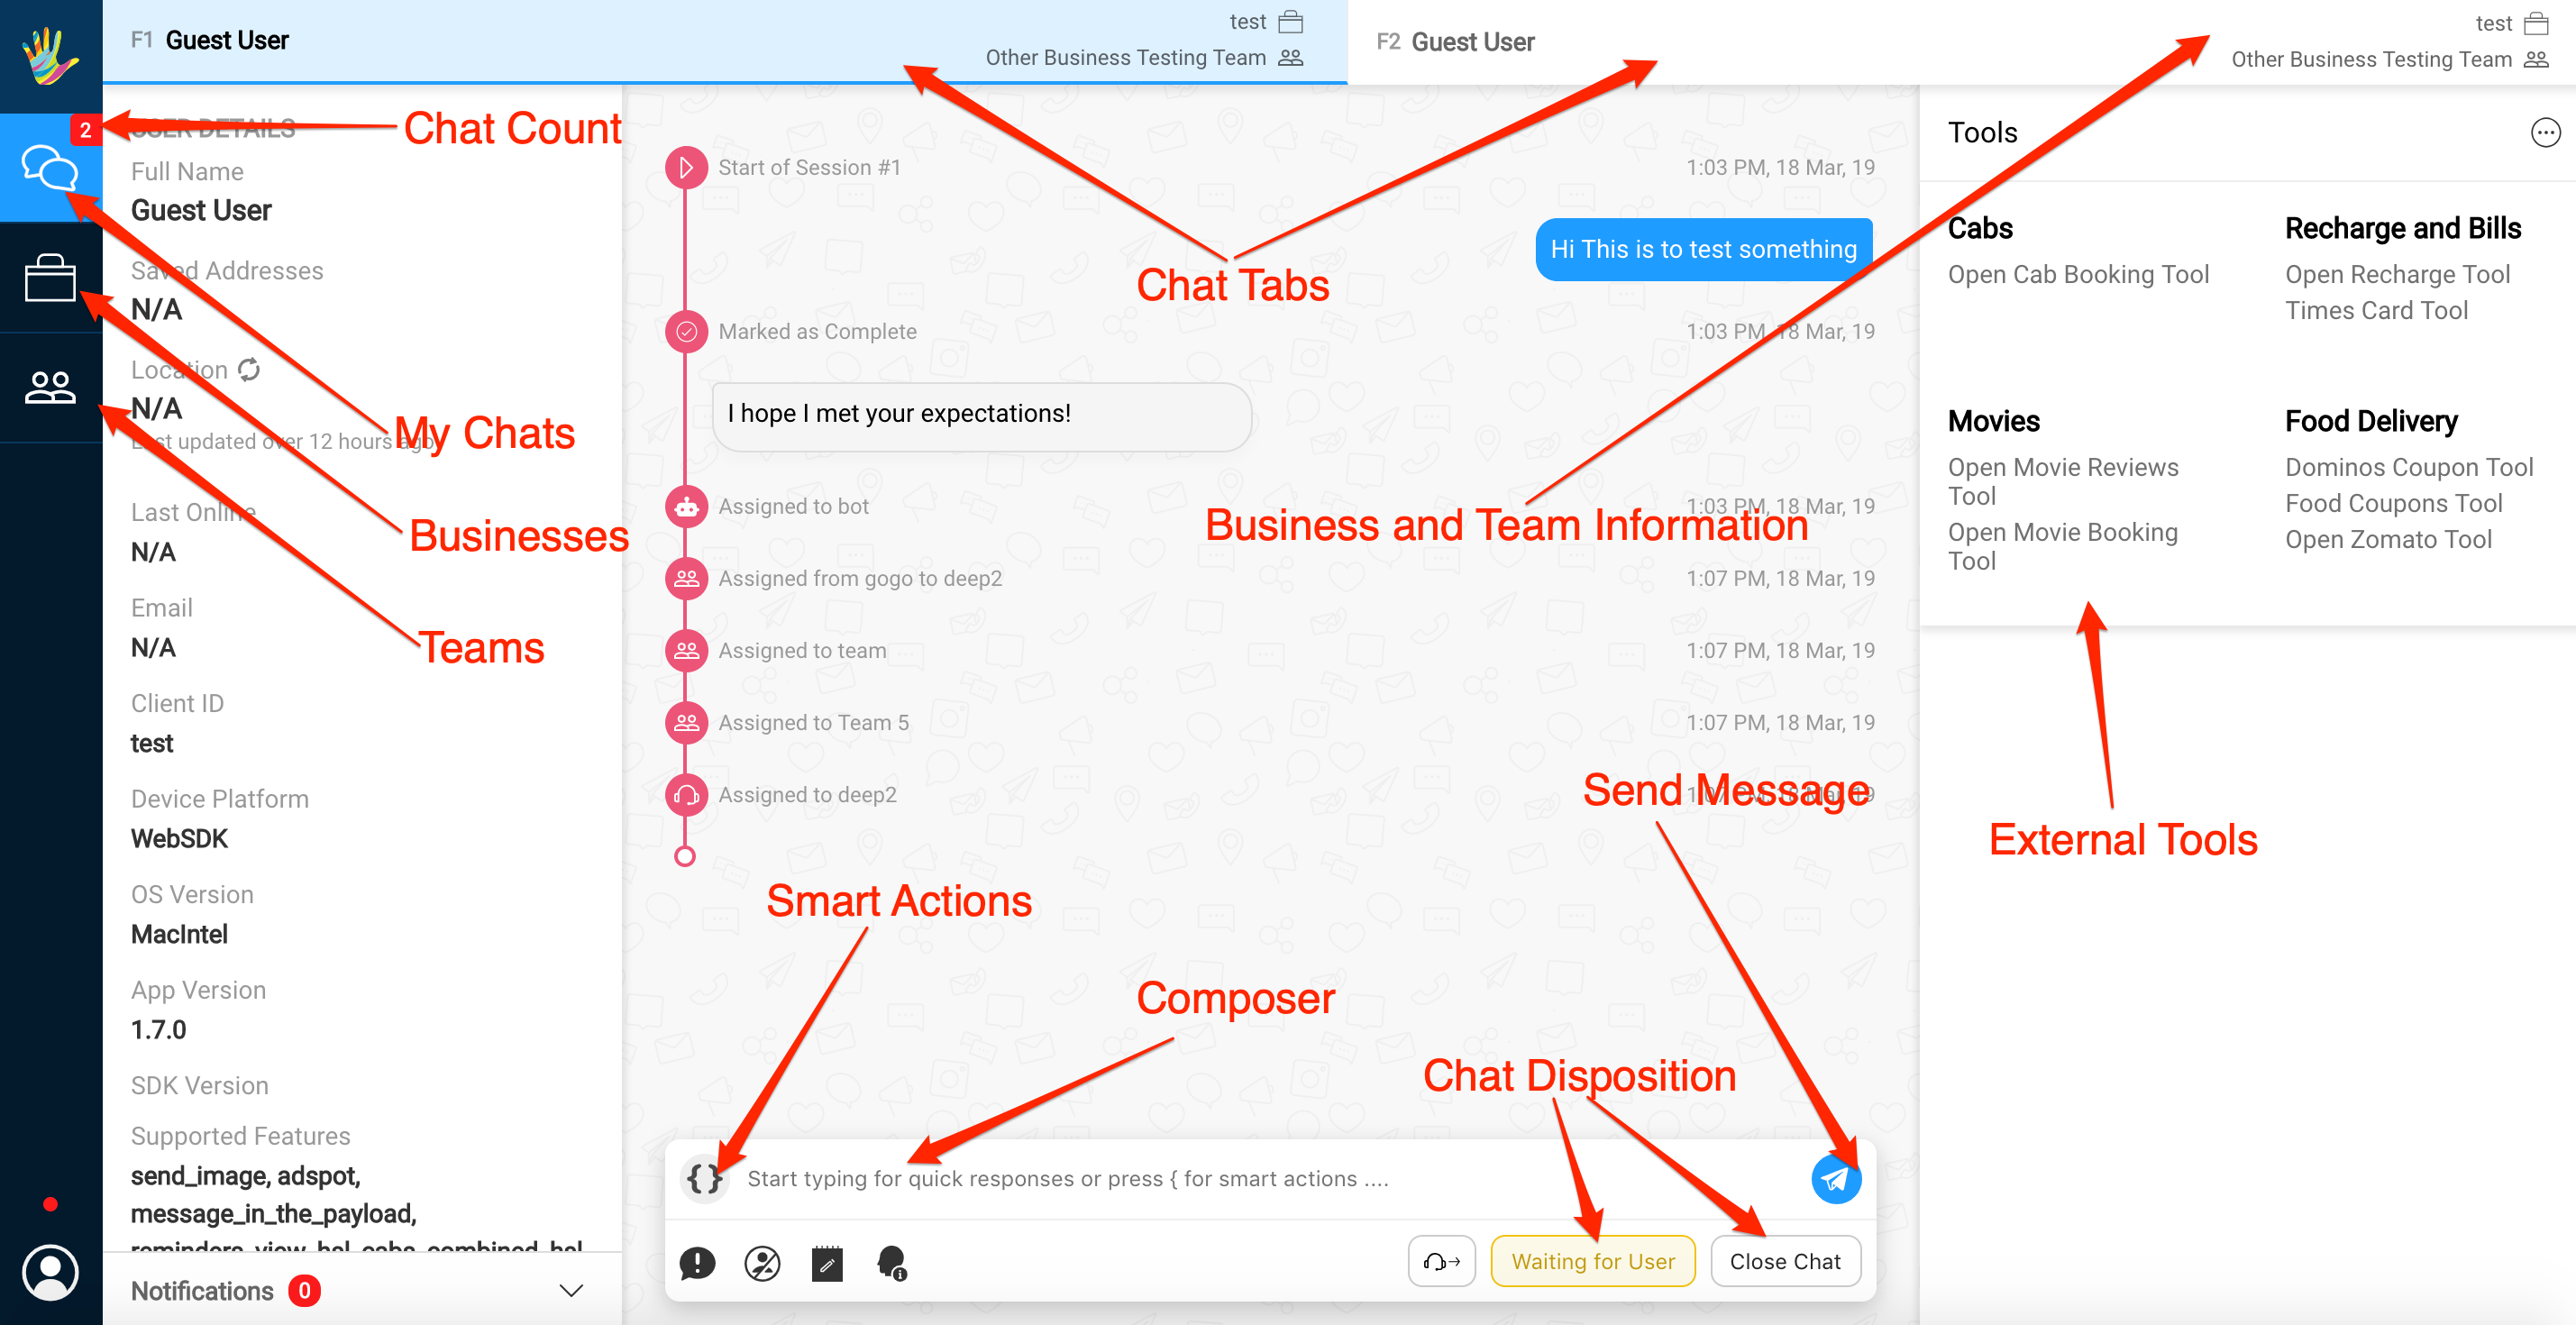 F1 Guest User
test
Other Business Testing Team
F2 Guest User
test
Other Business Testing Team
2
Chat Count
USER DETAILS
Full Name
Guest User
Saved Addresses
N/A
Location
N/A
Last updated over 12 hours ago
Last Online
N/A
Email
N/A
Client ID
test
Device Platform
WebSDK
OS Version
MacIntel
App Version
1.7.0
SDK Version
Supported Features
send_image, adspot,
message_in_the_payload,
reminders_view, hsl_cabs, combined_hsl
Notifications 0
My Chats
Businesses
Teams
Start of Session #1 1:03 PM, 18 Mar, 19
Hi This is to test something
Chat Tabs
Marked as Complete 1:03 PM, 18 Mar, 19
I hope I met your expectations!
Assigned to bot 1:03 PM, 18 Mar, 19
Business and Team Information
Assigned from gogo to deep2 1:07 PM, 18 Mar, 19
Assigned to team 1:07 PM, 18 Mar, 19
Assigned to Team 5 1:07 PM, 18 Mar, 19
Assigned to deep2 1:07 PM, 18 Mar, 19
Send Message
Smart Actions
Composer
Chat Disposition
{} Start typing for quick responses or press { for smart actions ....
Waiting for User
Close Chat
Tools
Cabs
Open Cab Booking Tool
Recharge and Bills
Open Recharge Tool
Times Card Tool
Movies
Open Movie Reviews
Tool
Open Movie Booking
Tool
Food Delivery
Dominos Coupon Tool
Food Coupons Tool
Open Zomato Tool
External Tools